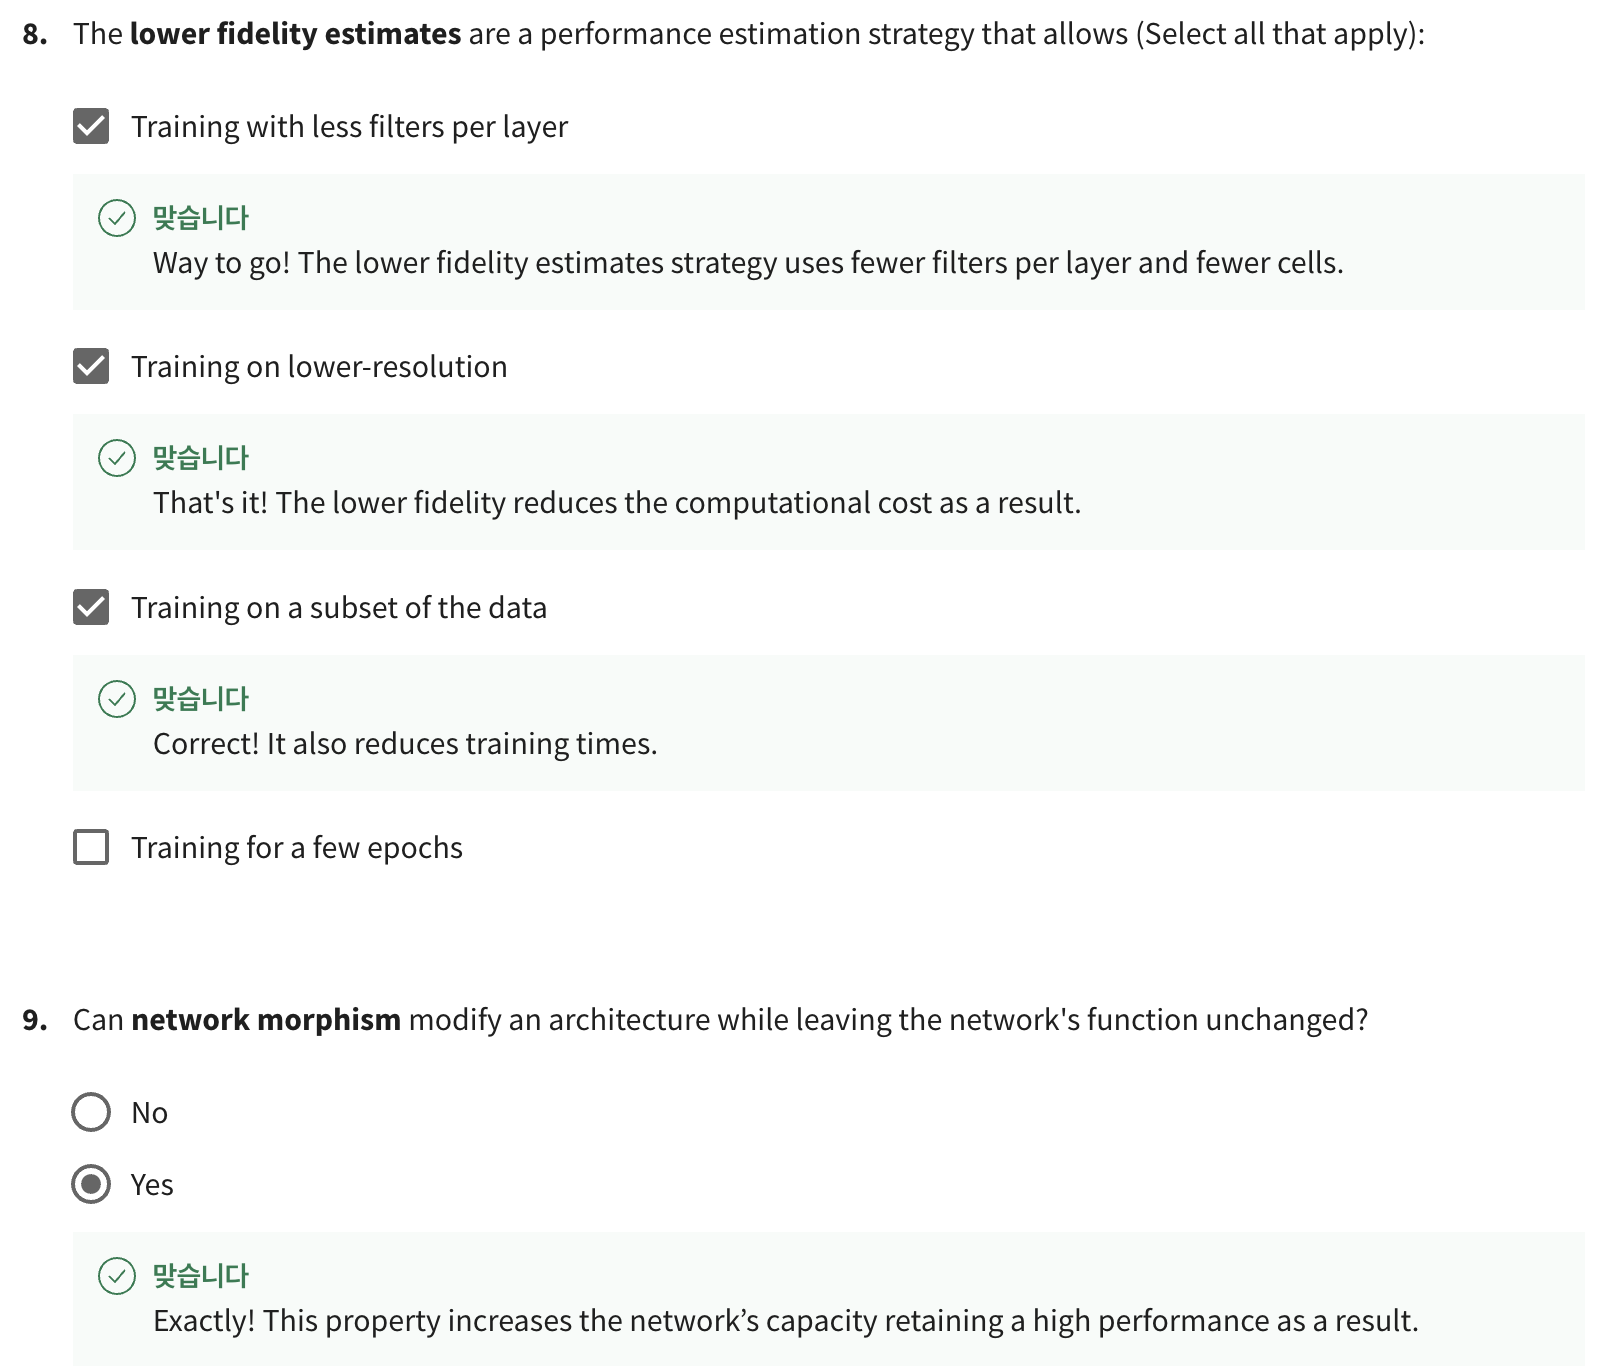 8. The lower fidelity estimates are a performance estimation strategy that allows (Select all that apply):
Training with less filters per layer
맞습니다
Way to go! The lower fidelity estimates strategy uses fewer filters per layer and fewer cells.
Training on lower-resolution
맞습니다
That's it! The lower fidelity reduces the computational cost as a result.
Training on a subset of the data
맞습니다
Correct! It also reduces training times.
Training for a few epochs
9. Can network morphism modify an architecture while leaving the network's function unchanged?
No
Yes
맞습니다
Exactly! This property increases the network’s capacity retaining a high performance as a result.